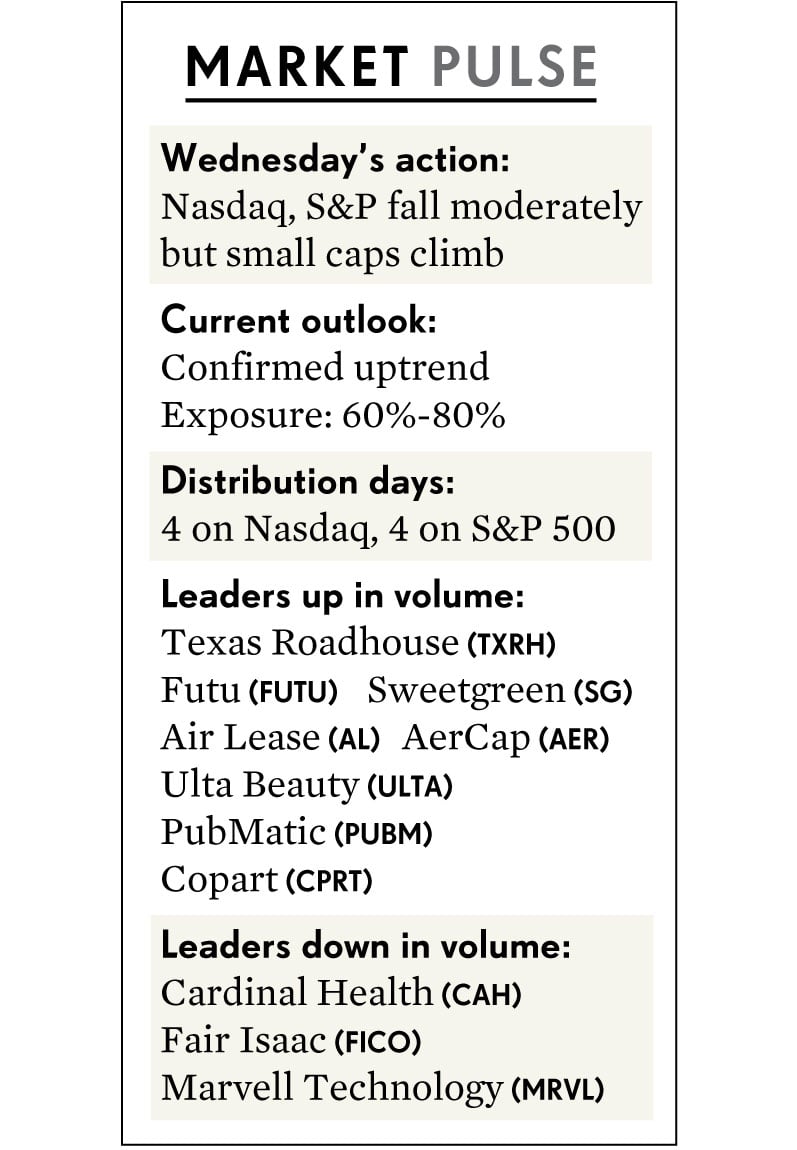 MARKET PULSE
Wednesday's action:
Nasdaq, S&P fall moderately
but small caps climb
Current outlook:
Confirmed uptrend
Exposure: 60%-80%
Distribution days:
4 on Nasdaq, 4 on S&P 500
Leaders up in volume:
Texas Roadhouse (TXRH)
Futu (FUTU) Sweetgreen (SG)
Air Lease (AL) AerCap (AER)
Ulta Beauty (ULTA)
PubMatic (PUBM)
Copart (CPRT)
Leaders down in volume:
Cardinal Health (CAH)
Fair Isaac (FICO)
Marvell Technology (MRVL)